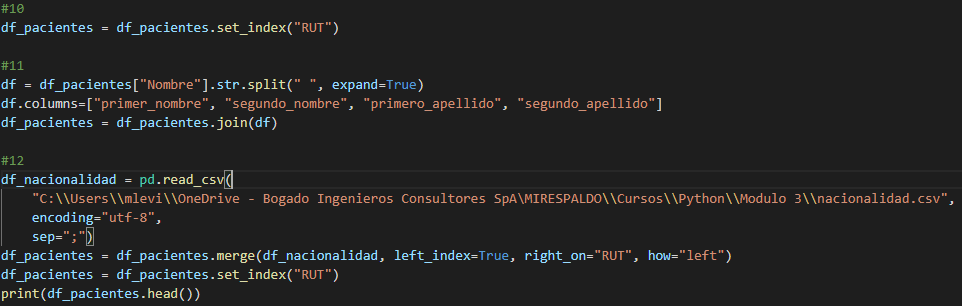 #10
df_pacientes = df_pacientes.set_index("RUT")
#11
df = df_pacientes["Nombre"].str.split(" ", expand=True)
df.columns=["primer_nombre", "segundo_nombre", "primero_apellido", "segundo_apellido"]
df_pacientes = df_pacientes.join(df)
#12
df_nacionalidad = pd.read_csv(
"C:\\Users\\mlevi\\OneDrive - Bogado Ingenieros Consultores SpA\MIRESPALDO\\Cursos\\Python\\Modulo 3\\nacionalidad.csv",
encoding="utf-8",
sep=";")
df_pacientes = df_pacientes.merge(df_nacionalidad, left_index=True, right_on="RUT", how="left")
df_pacientes = df_pacientes.set_index("RUT")
print(df_pacientes.head())